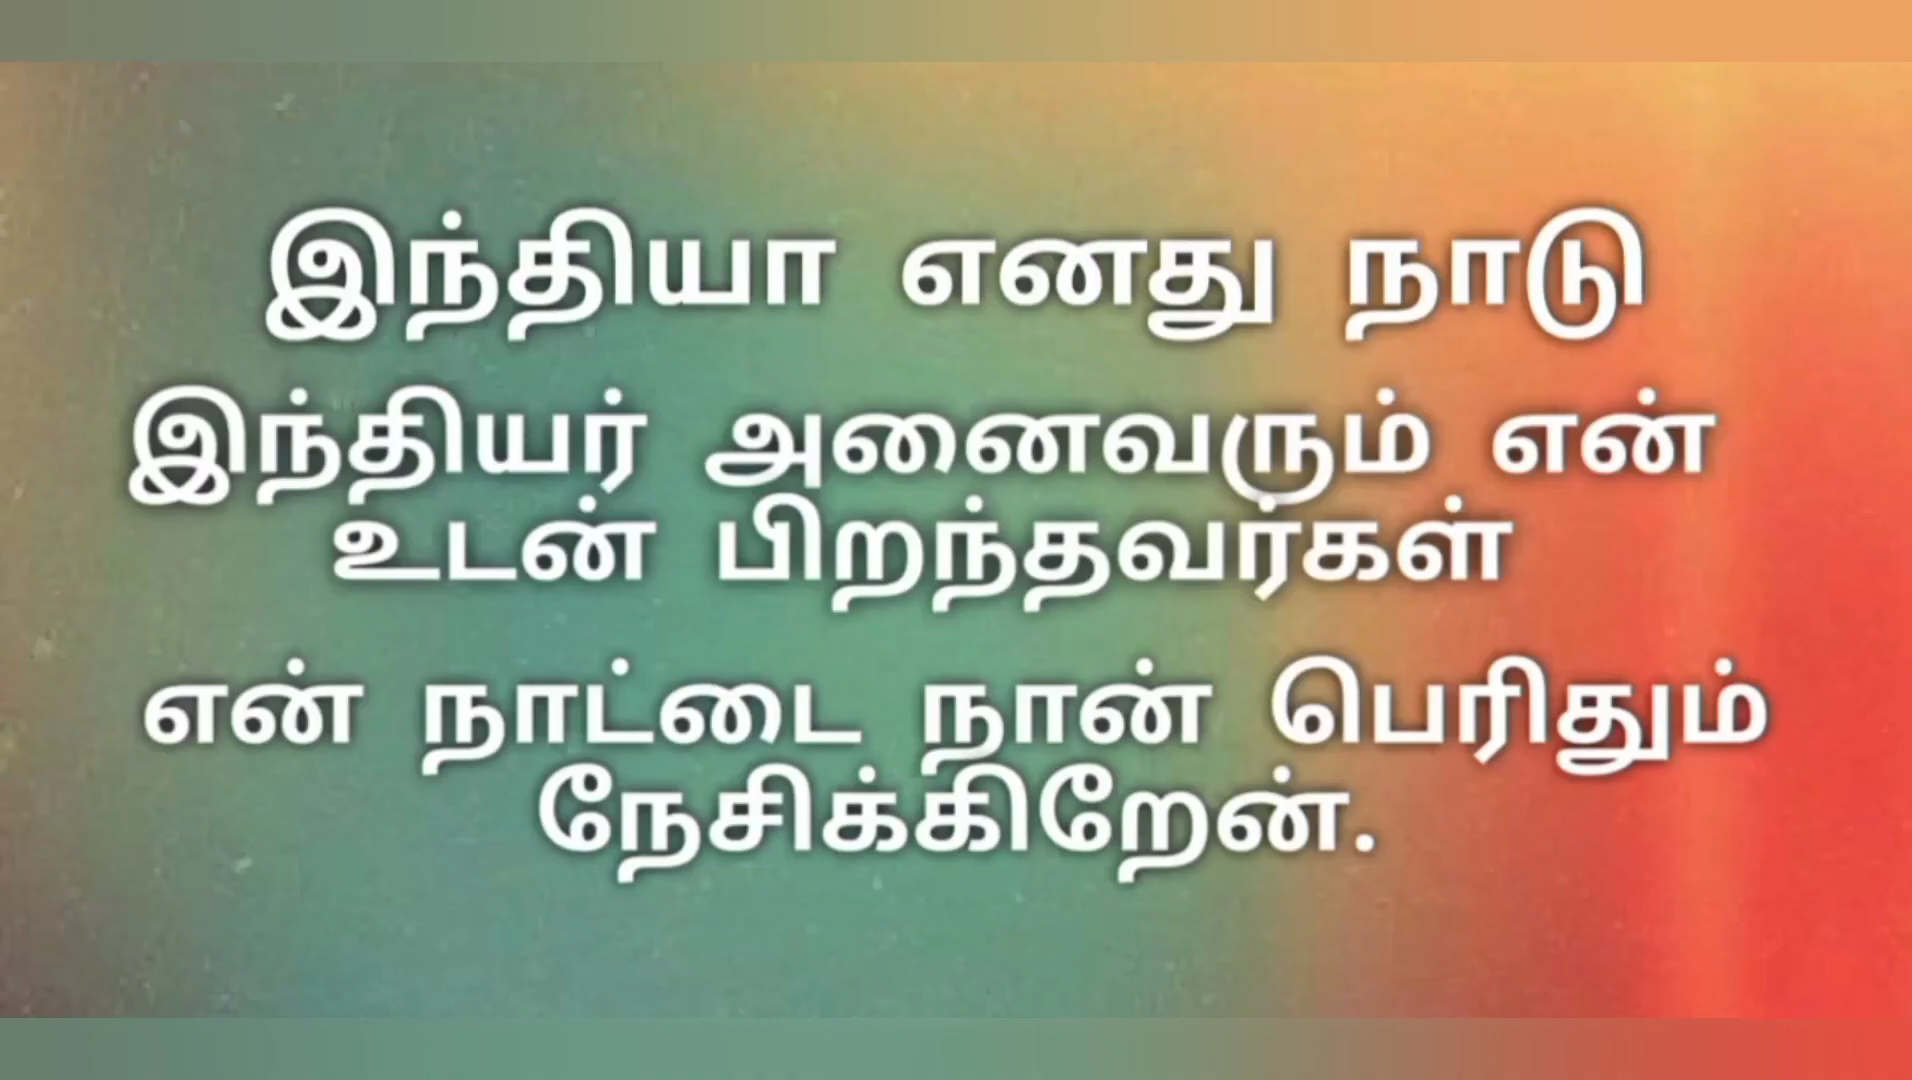 இந்தியா எனது நாடு
இந்தியர் அனைவரும் என்
உடன் பிறந்தவர்கள்
என் நாட்டை நான் பெரிதும்
நேசிக்கிறேன்.